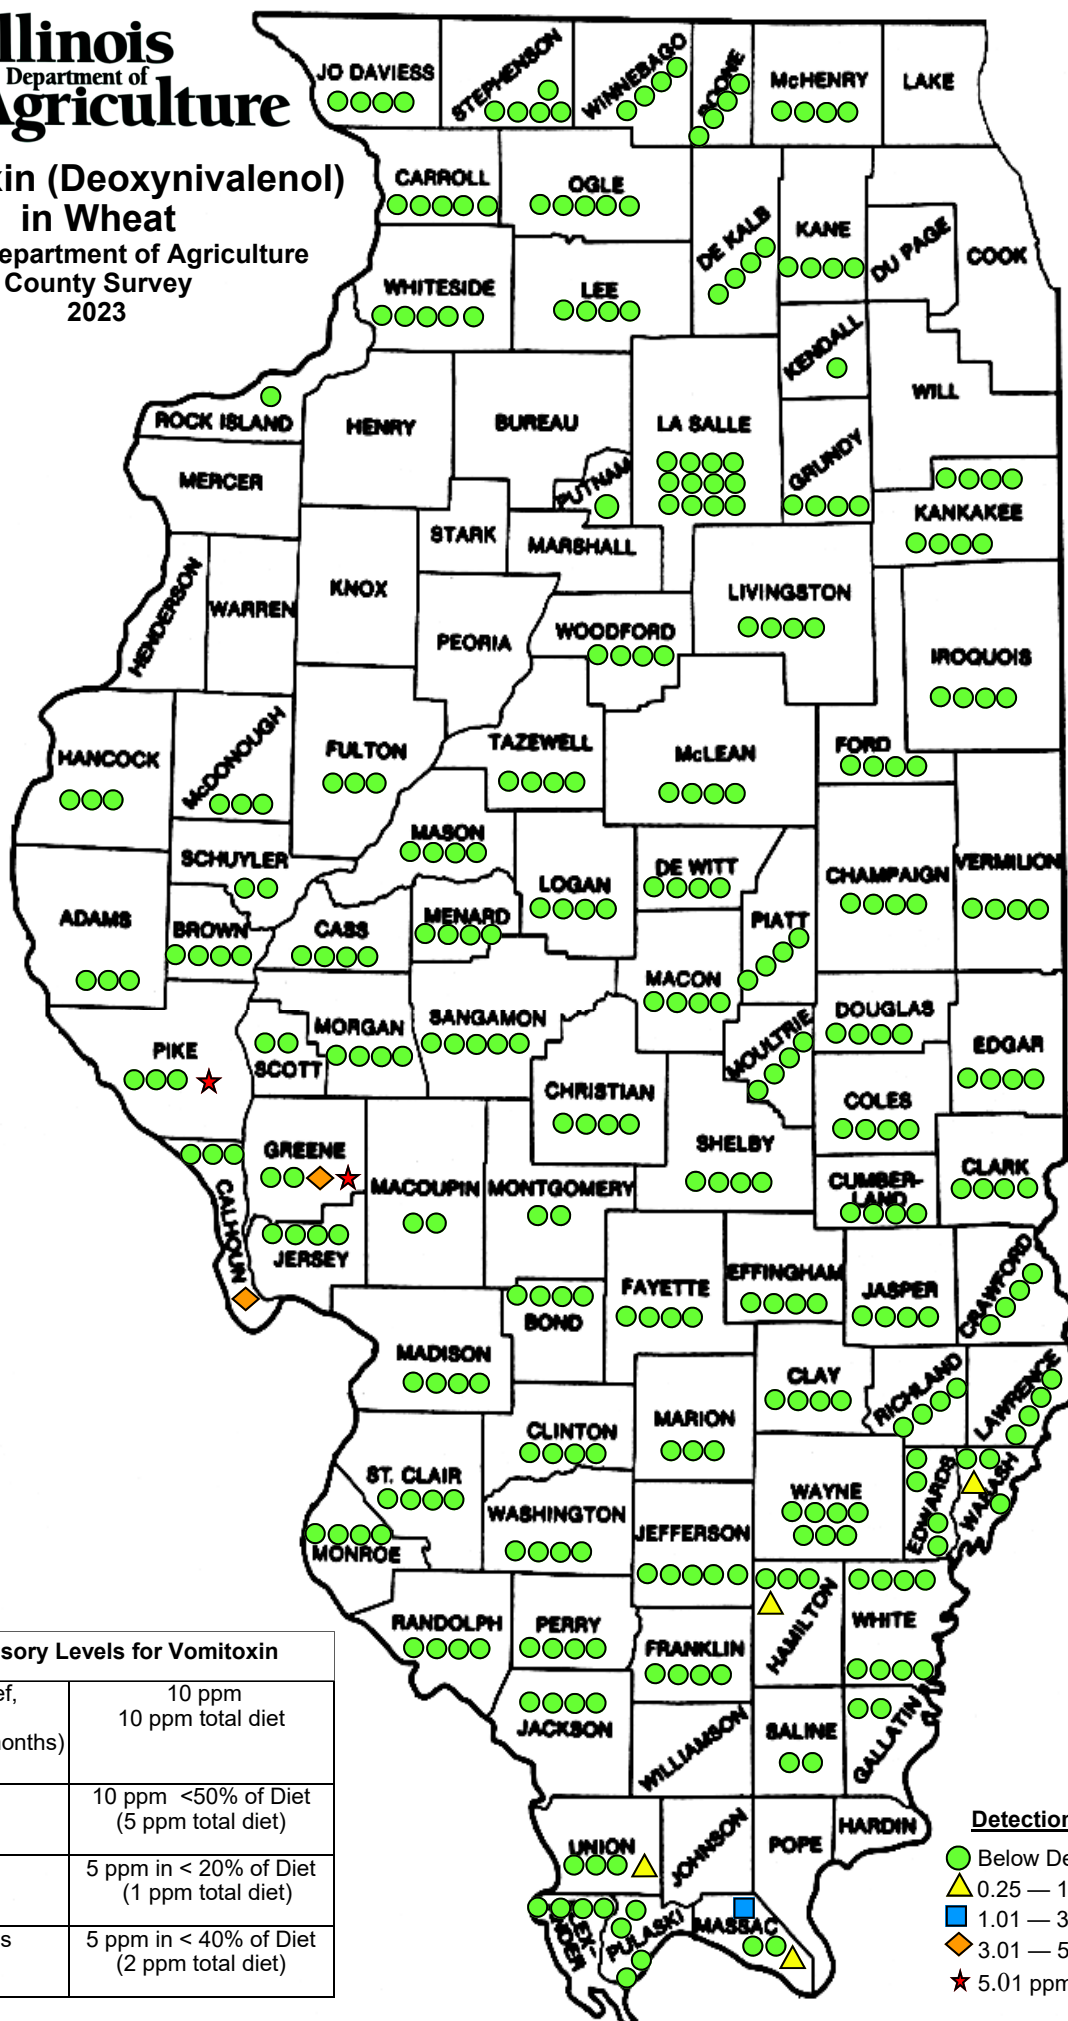 llinois
Department of
Agriculture
xin (Deoxynivalenol)
in Wheat
epartment of Agriculture
County Survey
2023
JO DAVIESS
STEPHENSON
WINNEBAGO
BOONE
McHENRY
LAKE
CARROLL
OGLE
DE KALB
KANE
DU PAGE
COOK
WHITESIDE
LEE
KENDALL
WILL
ROCK ISLAND
HENRY
BUREAU
LA SALLE
GRUNDY
MERCER
PUTNAM
KANKAKEE
STARK
MARSHALL
HENDERSON
WARREN
KNOX
PEORIA
WOODFORD
LIVINGSTON
IROQUOIS
HANCOCK
McDONOUGH
FULTON
TAZEWELL
McLEAN
FORD
MASON
SCHUYLER
LOGAN
DE WITT
CHAMPAIGN
VERMILION
ADAMS
BROWN
CASS
MENARD
PIATT
MACON
PIKE
SCOTT
MORGAN
SANGAMON
CHRISTIAN
MOULTRIE
DOUGLAS
EDGAR
COLES
SHELBY
GREENE
CALHOUN
JERSEY
MACOUPIN
MONTGOMERY
CUMBER-
LAND
CLARK
FAYETTE
EFFINGHAM
JASPER
CRAWFORD
BOND
MADISON
CLAY
RICHLAND
LAWRENCE
CLINTON
MARION
ST. CLAIR
WAYNE
EDWARDS
WABASH
WASHINGTON
JEFFERSON
MONROE
RANDOLPH
PERRY
FRANKLIN
HAMILTON
WHITE
JACKSON
WILLIAMSON
SALINE
GALLATIN
UNION
JOHNSON
POPE
HARDIN
PULASKI
MASSAC
sory Levels for Vomitoxin
ef,
onths)
10 ppm
10 ppm total diet
10 ppm <50% of Diet
(5 ppm total diet)
5 ppm in < 20% of Diet
(1 ppm total diet)
s
5 ppm in < 40% of Diet
(2 ppm total diet)
Detection
Below De
0.25 — 1
1.01 — 3
3.01 — 5
5.01 ppm